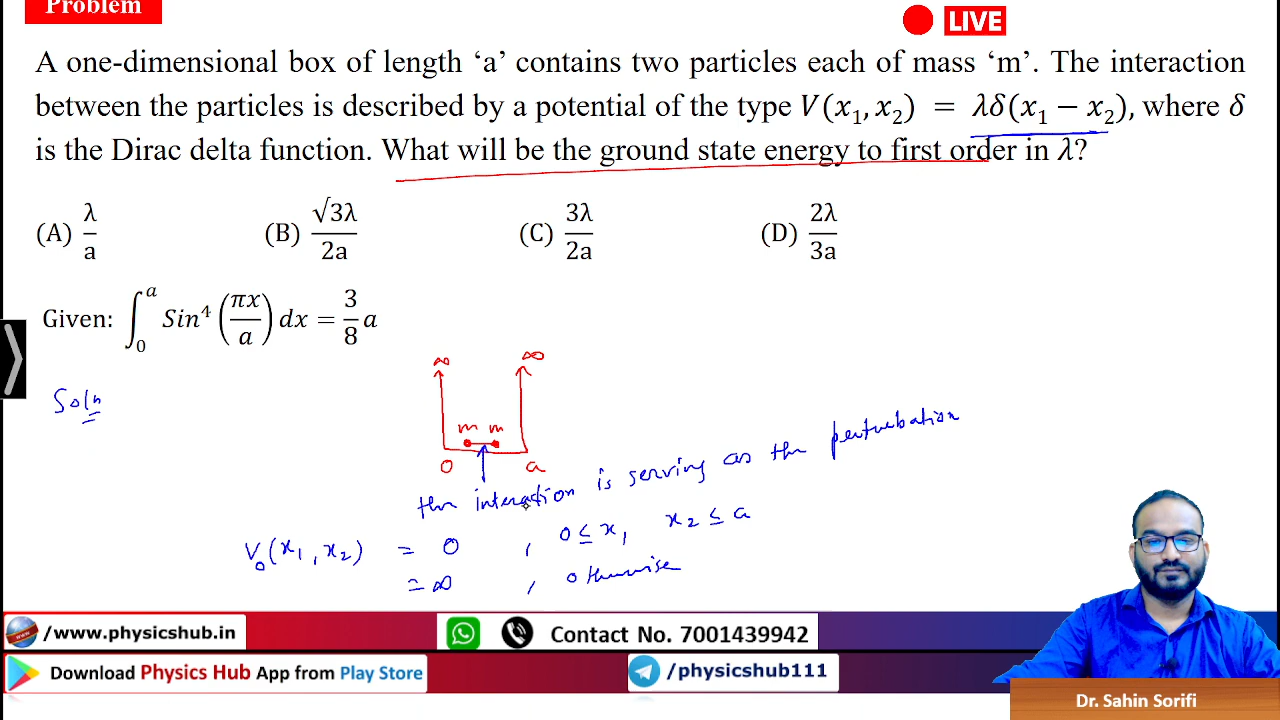 Problem
LIVE
A one-dimensional box of length ‘a’ contains two particles each of mass ‘m’. The interaction
between the particles is described by a potential of the type V(x₁, x₂) = λδ(x₁ − x₂), where δ
is the Dirac delta function. What will be the ground state energy to first order in λ?
(A) λ/a (B) √3λ/2a (C) 3λ/2a (D) 2λ/3a
Given: ∫₀ᵃ Sin⁴(πx/a) dx = 3/8 a
Soln
∞ ∞
m m
0 a
the interaction is serving as the perturbation
V₀(x₁, x₂) = 0 , 0 ≤ x₁, x₂ ≤ a
= ∞ , otherwise
/www.physicshub.in
Contact No. 7001439942
Download Physics Hub App from Play Store
/physicshub111
Dr. Sahin Sorifi